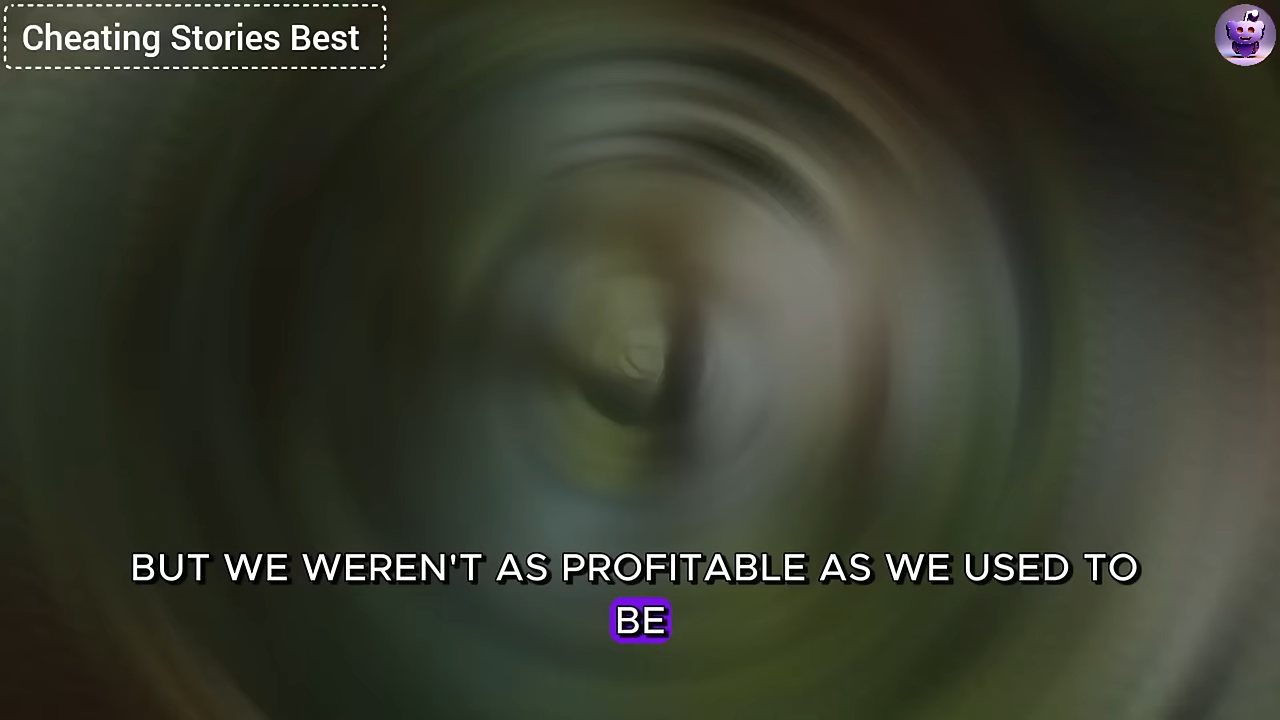 Cheating Stories Best
BUT WE WEREN'T AS PROFITABLE AS WE USED TO
BE